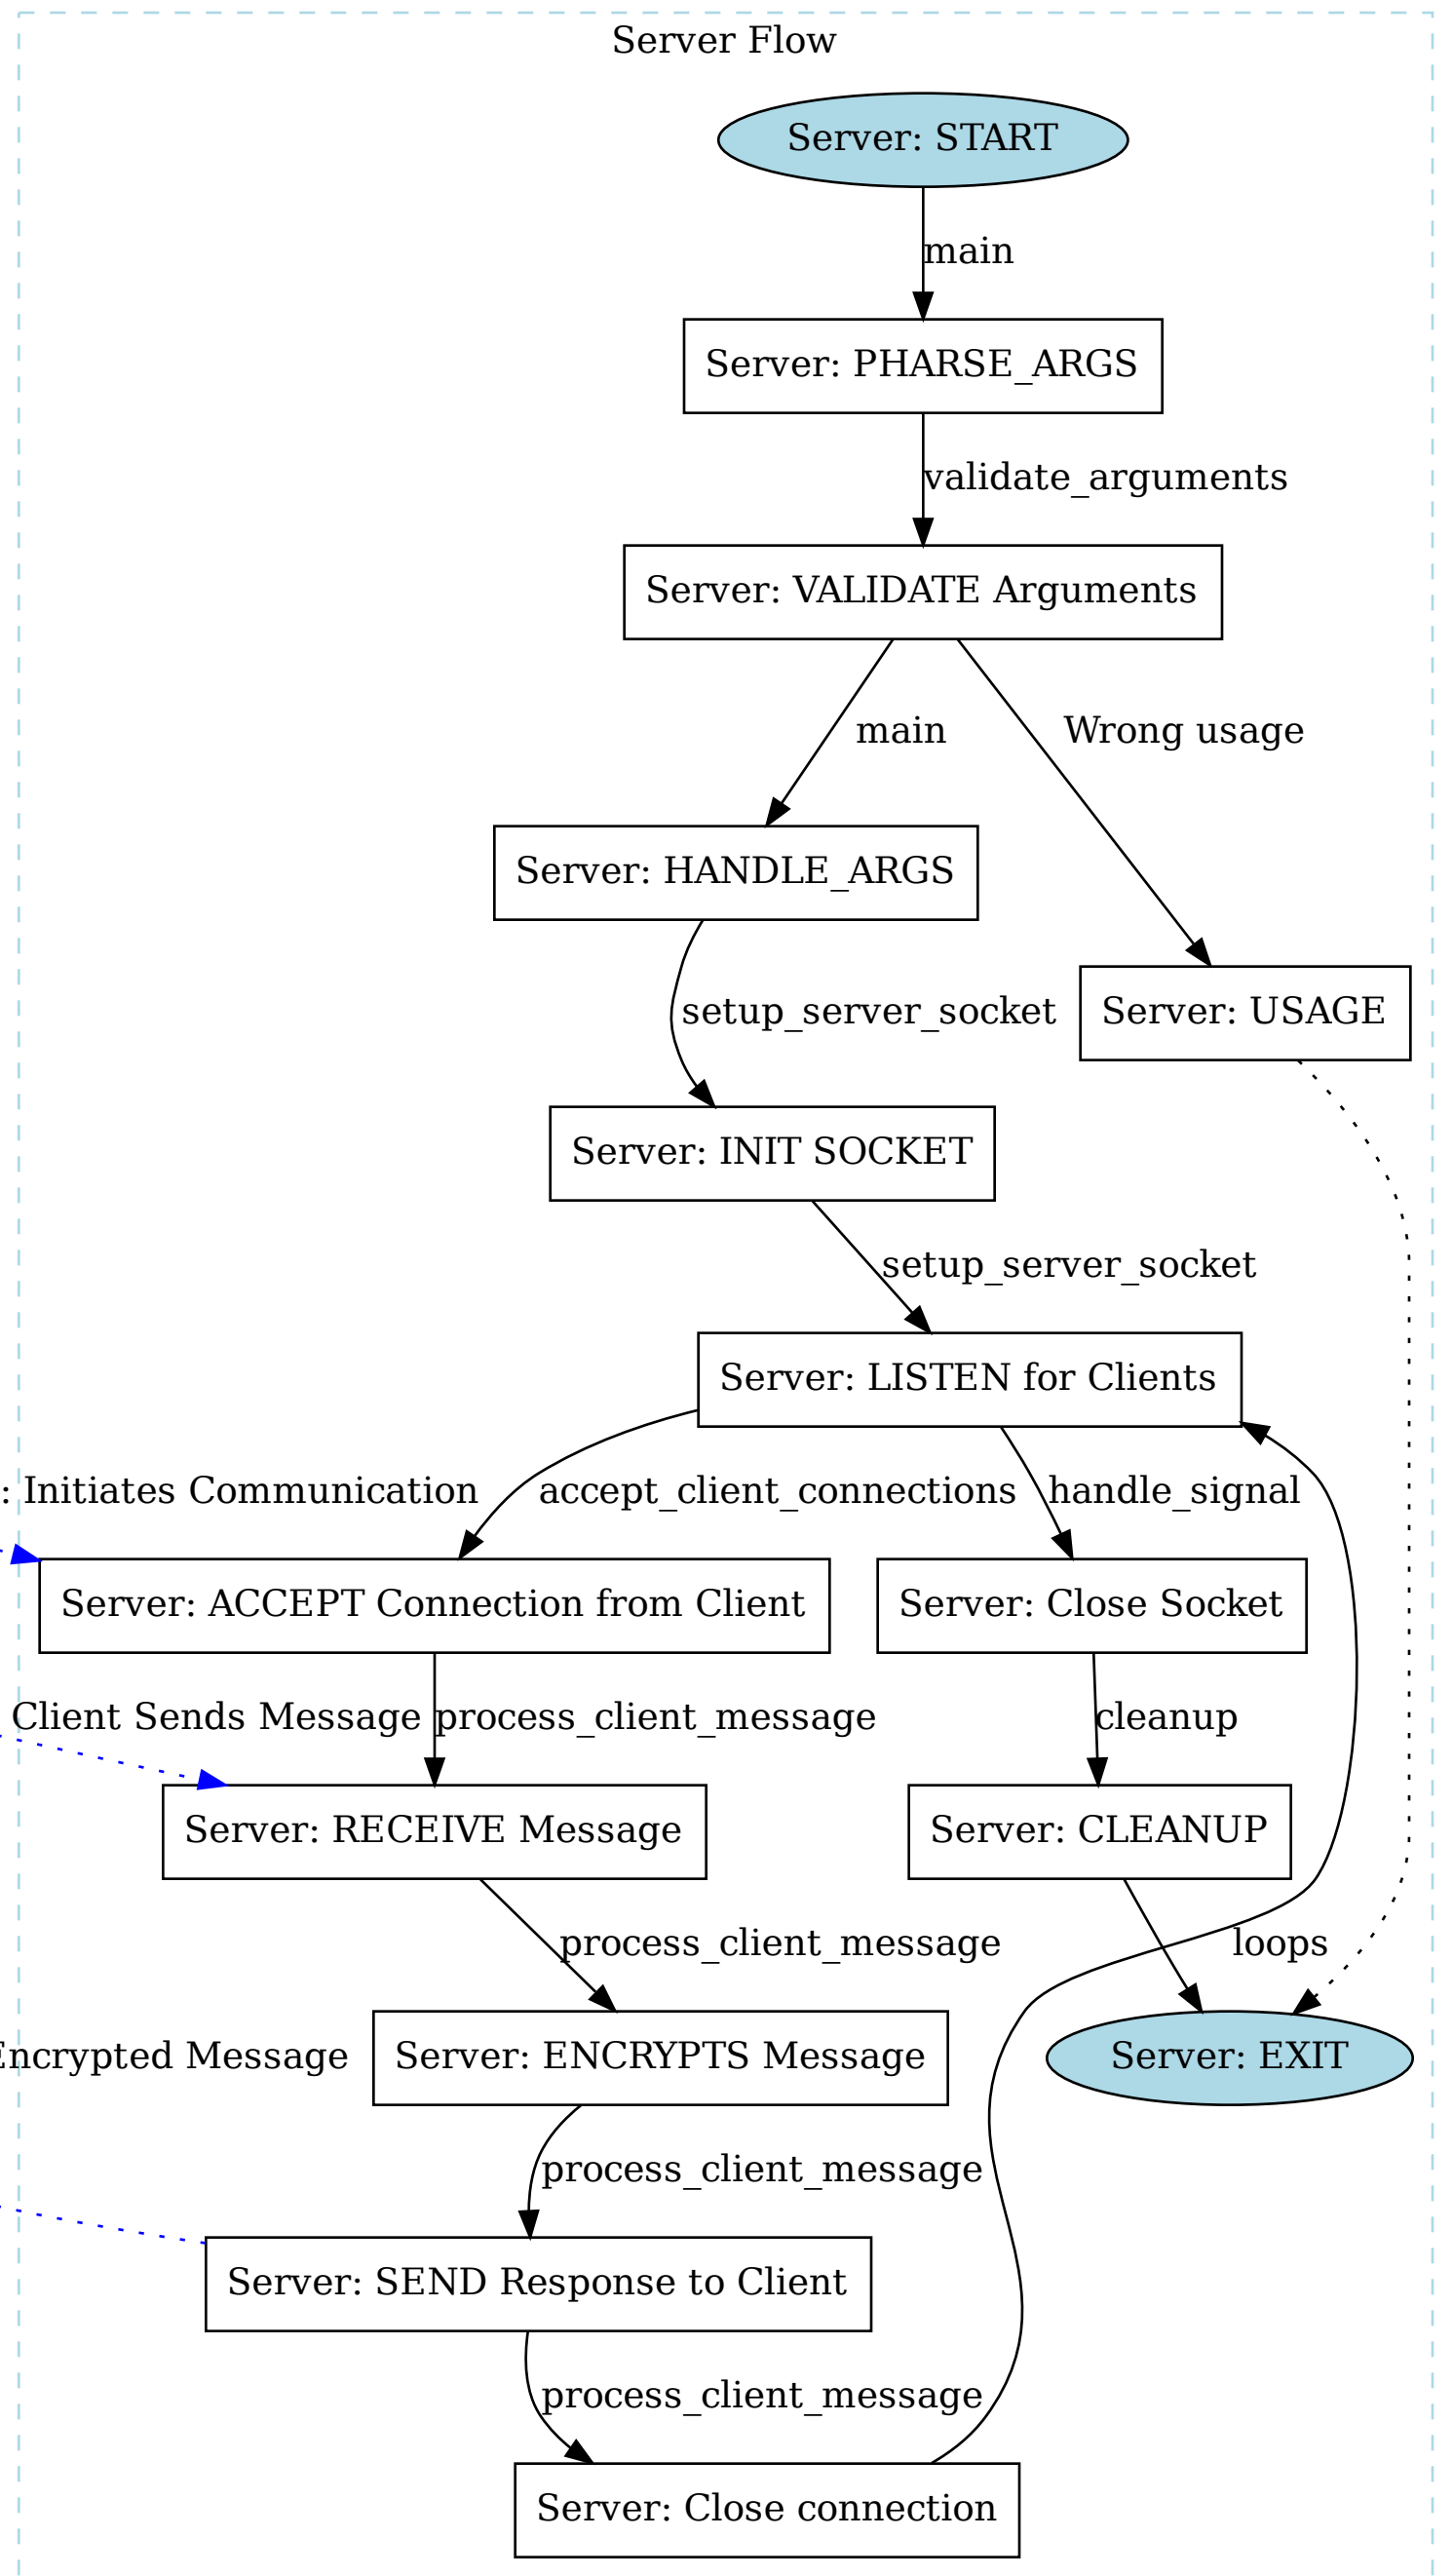 Server Flow
Server: START
main
Server: PHARSE_ARGS
validate_arguments
Server: VALIDATE Arguments
main
Wrong usage
Server: HANDLE_ARGS
setup_server_socket
Server: USAGE
Server: INIT SOCKET
setup_server_socket
Server: LISTEN for Clients
: Initiates Communication
accept_client_connections
handle_signal
Server: ACCEPT Connection from Client
Server: Close Socket
Client Sends Message
process_client_message
cleanup
Server: RECEIVE Message
Server: CLEANUP
process_client_message
loops
Encrypted Message
Server: ENCRYPTS Message
Server: EXIT
process_client_message
Server: SEND Response to Client
process_client_message
Server: Close connection